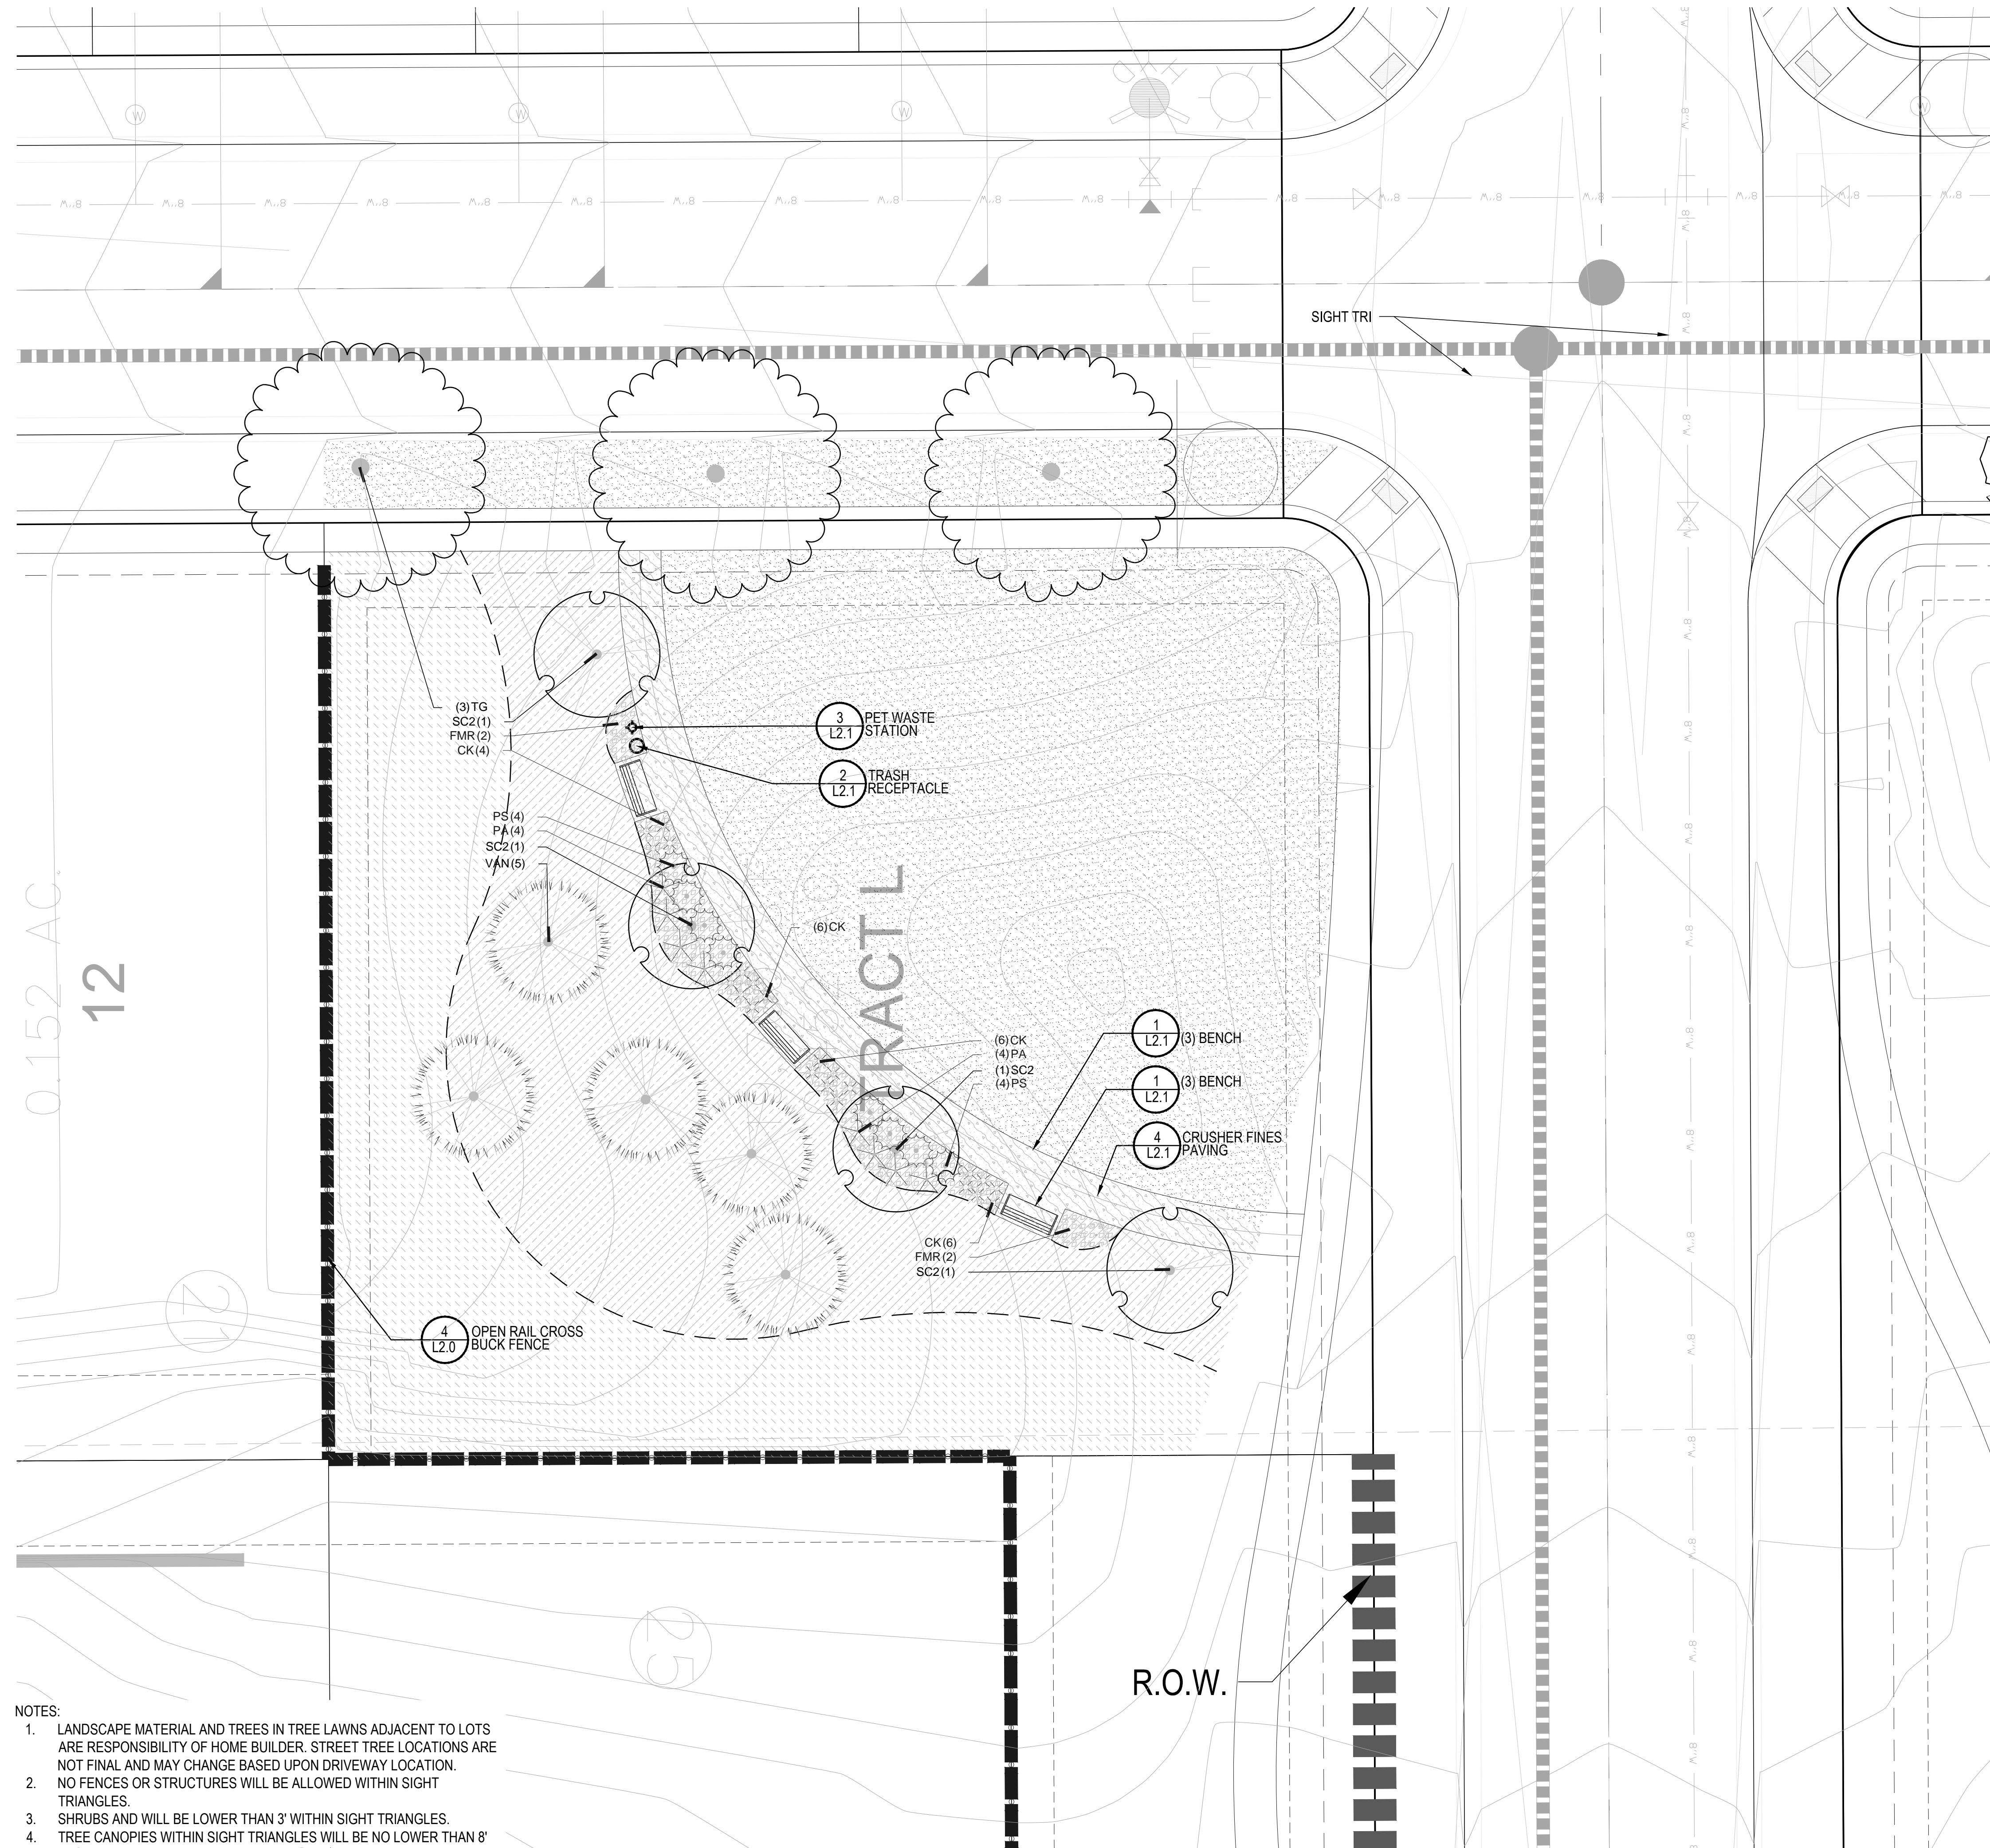 SIGHT TRI
(3) TG
SC2 (1)
FMR (2)
CK (4)
3
L2.1
PET WASTE
STATION
2
L2.1
TRASH
RECEPTACLE
PS (4)
PA (4)
SC2 (1)
VAN (5)
(6) CK
TRACT L
0.152 AC.
12
(6) CK
(4) PA
(1) SC2
(4) PS
1
L2.1
(3) BENCH
1
L2.1
(3) BENCH
4
L2.1
CRUSHER FINES
PAVING
CK (6)
FMR (2)
SC2 (1)
12
4
L2.0
OPEN RAIL CROSS
BUCK FENCE
25
R.O.W.
8"W
W
NOTES:
1. LANDSCAPE MATERIAL AND TREES IN TREE LAWNS ADJACENT TO LOTS
ARE RESPONSIBILITY OF HOME BUILDER. STREET TREE LOCATIONS ARE
NOT FINAL AND MAY CHANGE BASED UPON DRIVEWAY LOCATION.
2. NO FENCES OR STRUCTURES WILL BE ALLOWED WITHIN SIGHT
TRIANGLES.
3. SHRUBS AND WILL BE LOWER THAN 3' WITHIN SIGHT TRIANGLES.
4. TREE CANOPIES WITHIN SIGHT TRIANGLES WILL BE NO LOWER THAN 8'